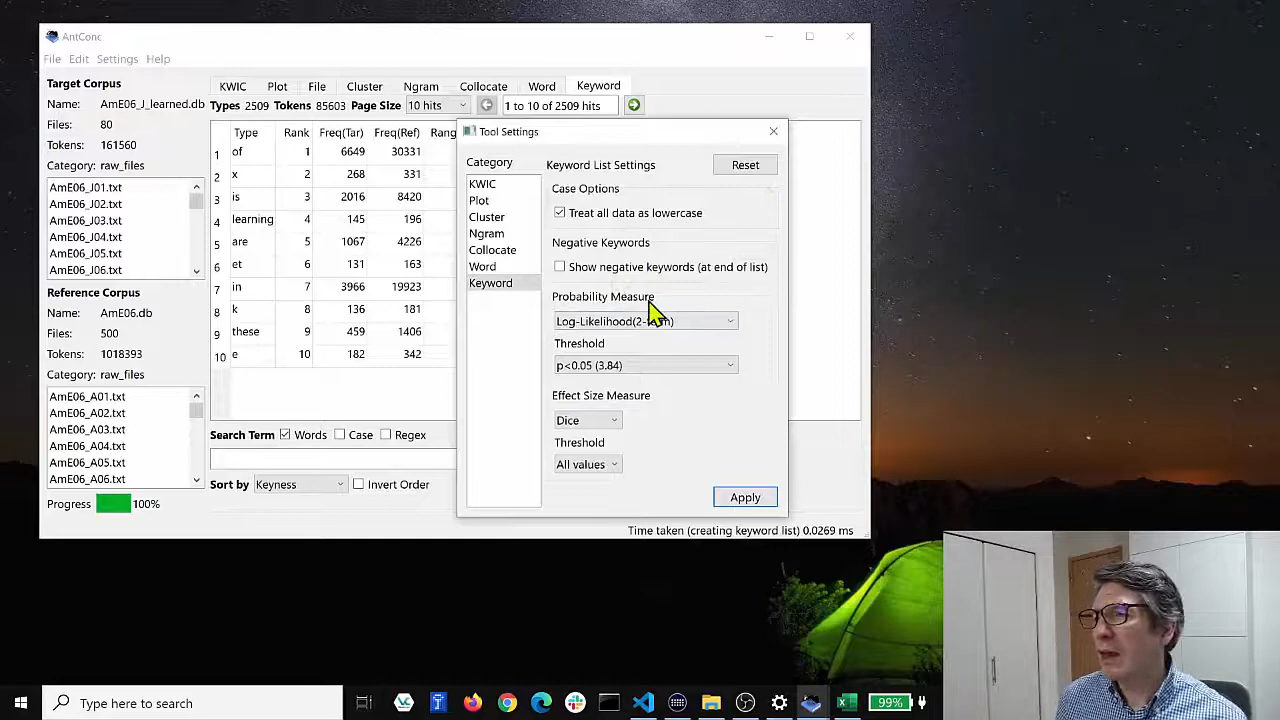 AntConc
File Edit Settings Help
Target Corpus
Name: AmE06_J_learned.db
Files: 80
Tokens: 161560
Category: raw_files
AmE06_J01.txt
AmE06_J02.txt
AmE06_J03.txt
AmE06_J04.txt
AmE06_J05.txt
AmE06_J06.txt
Reference Corpus
Name: AmE06.db
Files: 500
Tokens: 1018393
Category: raw_files
AmE06_A01.txt
AmE06_A02.txt
AmE06_A03.txt
AmE06_A04.txt
AmE06_A05.txt
AmE06_A06.txt
Progress 100%
KWIC Plot File Cluster Ngram Collocate Word Keyword
Types 2509 Tokens 85603 Page Size 10 hits 1 to 10 of 2509 hits
Type Rank Freq(Tar) Freq(Ref)
1 of 1 6649 30331
2 x 2 268 331
3 is 3 2016 8420
4 learning 4 145 196
5 are 5 1067 4226
6 et 6 131 163
7 in 7 3966 19923
8 k 8 136 181
9 these 9 459 1406
10 e 10 182 342
Search Term Words Case Regex
Sort by Keyness Invert Order
Time taken (creating keyword list) 0.0269 ms
Tool Settings
Category
KWIC
Plot
Cluster
Ngram
Collocate
Word
Keyword
Keyword List Settings Reset
Case Options
Treat all data as lowercase
Negative Keywords
Show negative keywords (at end of list)
Probability Measure
Threshold
p<0.05 (3.84)
Effect Size Measure
Dice
Threshold
All values
Apply
Type here to search
99%